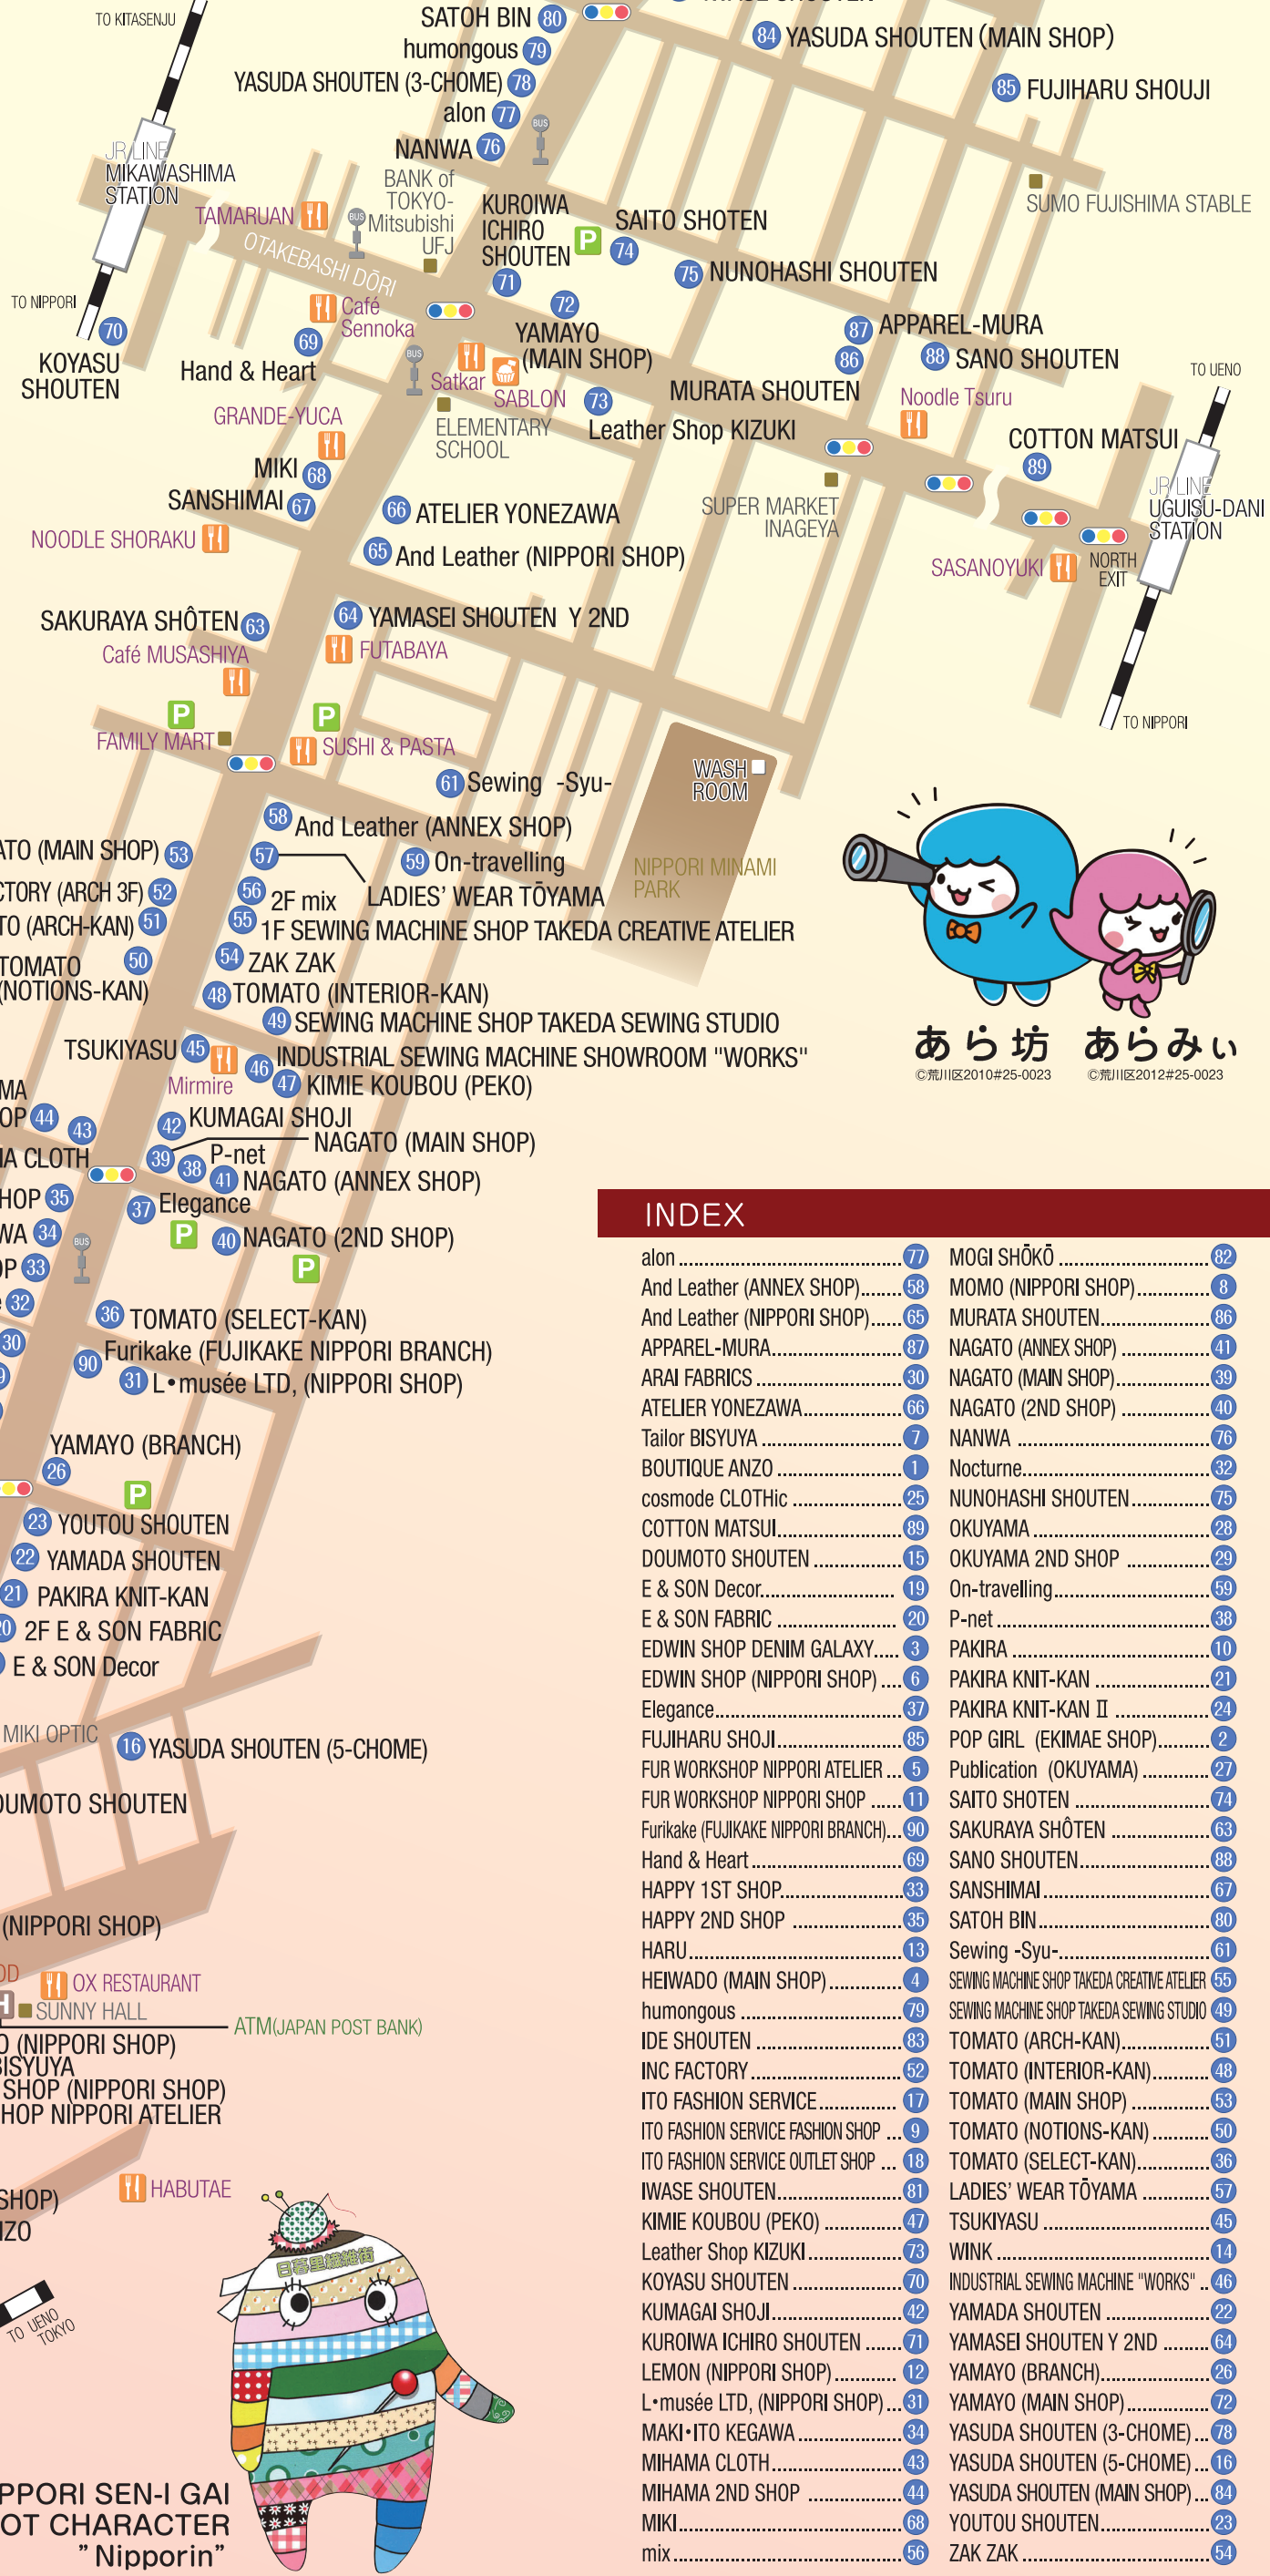 TO KITASENJU
SATOH BIN 80
humongous 79
YASUDA SHOUTEN (3-CHOME) 78
alon 77
NANWA 76
BUS
84 YASUDA SHOUTEN (MAIN SHOP)
85 FUJIHARU SHOUJI
SUMO FUJISHIMA STABLE
JR LINE
MIKAWASHIMA
STATION
TAMARUAN
BUS
BANK of
TOKYO-
Mitsubishi
UFJ
KUROIWA
ICHIRO
SHOUTEN
71
P
SAITO SHOTEN
74
75 NUNOHASHI SHOUTEN
OTAKEBASHI DŌRI
TO NIPPORI
70
KOYASU
SHOUTEN
Café
Sennoka
69
Hand & Heart
72
YAMAYO
(MAIN SHOP)
BUS
Satkar
SABLON
73
Leather Shop KIZUKI
ELEMENTARY
SCHOOL
87 APPAREL-MURA
86
MURATA SHOUTEN
88 SANO SHOUTEN
Noodle Tsuru
TO UENO
COTTON MATSUI
89
JR LINE
UGUISU-DANI
STATION
NORTH
EXIT
SASANOYUKI
TO NIPPORI
SUPER MARKET
INAGEYA
GRANDE-YUCA
MIKI 68
SANSHIMAI 67
NOODLE SHORAKU
66 ATELIER YONEZAWA
65 And Leather (NIPPORI SHOP)
SAKURAYA SHÔTEN 63
Café MUSASHIYA
64 YAMASEI SHOUTEN Y 2ND
FUTABAYA
P
FAMILY MART
P
SUSHI & PASTA
WASH
ROOM
61 Sewing -Syu-
58 And Leather (ANNEX SHOP)
57
59 On-travelling
NIPPORI MINAMI
PARK
LADIES' WEAR TŌYAMA
56 2F mix
55 1F SEWING MACHINE SHOP TAKEDA CREATIVE ATELIER
ATO (MAIN SHOP) 53
CTORY (ARCH 3F) 52
TO (ARCH-KAN) 51
TOMATO
(NOTIONS-KAN)
50
54 ZAK ZAK
48 TOMATO (INTERIOR-KAN)
49 SEWING MACHINE SHOP TAKEDA SEWING STUDIO
TSUKIYASU 45
46 INDUSTRIAL SEWING MACHINE SHOWROOM "WORKS"
Mirmire
47 KIMIE KOUBOU (PEKO)
あら坊 あらみぃ
©荒川区2010#25-0023 ©荒川区2012#25-0023
MA
OP 44
43
A CLOTH
42 KUMAGAI SHOJI
NAGATO (MAIN SHOP)
39
38 P-net
41 NAGATO (ANNEX SHOP)
HOP 35
37 Elegance
WA 34
BUS
P
40 NAGATO (2ND SHOP)
P
OP 33
32
36 TOMATO (SELECT-KAN)
30
90 Furikake (FUJIKAKE NIPPORI BRANCH)
31 L•musée LTD, (NIPPORI SHOP)
YAMAYO (BRANCH)
26
P
23 YOUTOU SHOUTEN
22 YAMADA SHOUTEN
21 PAKIRA KNIT-KAN
20 2F E & SON FABRIC
E & SON Decor
MIKI OPTIC
16 YASUDA SHOUTEN (5-CHOME)
OUMOTO SHOUTEN
(NIPPORI SHOP)
OD
OX RESTAURANT
H
SUNNY HALL
ATM(JAPAN POST BANK)
O (NIPPORI SHOP)
BISYUYA
SHOP (NIPPORI SHOP)
HOP NIPPORI ATELIER
HABUTAE
SHOP)
NZO
TO UENO
TOKYO
日暮里繊維街
PPORI SEN-I GAI
OT CHARACTER
"Nipporin"
INDEX
alon 77
And Leather (ANNEX SHOP) 58
And Leather (NIPPORI SHOP) 65
APPAREL-MURA 87
ARAI FABRICS 30
ATELIER YONEZAWA 66
Tailor BISYUYA 7
BOUTIQUE ANZO 1
cosmode CLOTHic 25
COTTON MATSUI 89
DOUMOTO SHOUTEN 15
E & SON Decor 19
E & SON FABRIC 20
EDWIN SHOP DENIM GALAXY 3
EDWIN SHOP (NIPPORI SHOP) 6
Elegance 37
FUJIHARU SHOJI 85
FUR WORKSHOP NIPPORI ATELIER 5
FUR WORKSHOP NIPPORI SHOP 11
Furikake (FUJIKAKE NIPPORI BRANCH) 90
Hand & Heart 69
HAPPY 1ST SHOP 33
HAPPY 2ND SHOP 35
HARU 13
HEIWADO (MAIN SHOP) 4
humongous 79
IDE SHOUTEN 83
INC FACTORY 52
ITO FASHION SERVICE 17
ITO FASHION SERVICE FASHION SHOP 9
ITO FASHION SERVICE OUTLET SHOP 18
IWASE SHOUTEN 81
KIMIE KOUBOU (PEKO) 47
Leather Shop KIZUKI 73
KOYASU SHOUTEN 70
KUMAGAI SHOJI 42
KUROIWA ICHIRO SHOUTEN 71
LEMON (NIPPORI SHOP) 12
L•musée LTD, (NIPPORI SHOP) 31
MAKI•ITO KEGAWA 34
MIHAMA CLOTH 43
MIHAMA 2ND SHOP 44
MIKI 68
mix 56
MOGI SHŌKŌ 82
MOMO (NIPPORI SHOP) 8
MURATA SHOUTEN 86
NAGATO (ANNEX SHOP) 41
NAGATO (MAIN SHOP) 39
NAGATO (2ND SHOP) 40
NANWA 76
Nocturne 32
NUNOHASHI SHOUTEN 75
OKUYAMA 28
OKUYAMA 2ND SHOP 29
On-travelling 59
P-net 38
PAKIRA 10
PAKIRA KNIT-KAN 21
PAKIRA KNIT-KAN Ⅱ 24
POP GIRL (EKIMAE SHOP) 2
Publication (OKUYAMA) 27
SAITO SHOTEN 74
SAKURAYA SHÔTEN 63
SANO SHOUTEN 88
SANSHIMAI 67
SATOH BIN 80
Sewing -Syu- 61
SEWING MACHINE SHOP TAKEDA CREATIVE ATELIER 55
SEWING MACHINE SHOP TAKEDA SEWING STUDIO 49
TOMATO (ARCH-KAN) 51
TOMATO (INTERIOR-KAN) 48
TOMATO (MAIN SHOP) 53
TOMATO (NOTIONS-KAN) 50
TOMATO (SELECT-KAN) 36
LADIES' WEAR TŌYAMA 57
TSUKIYASU 45
WINK 14
INDUSTRIAL SEWING MACHINE "WORKS" 46
YAMADA SHOUTEN 22
YAMASEI SHOUTEN Y 2ND 64
YAMAYO (BRANCH) 26
YAMAYO (MAIN SHOP) 72
YASUDA SHOUTEN (3-CHOME) 78
YASUDA SHOUTEN (5-CHOME) 16
YASUDA SHOUTEN (MAIN SHOP) 84
YOUTOU SHOUTEN 23
ZAK ZAK 54